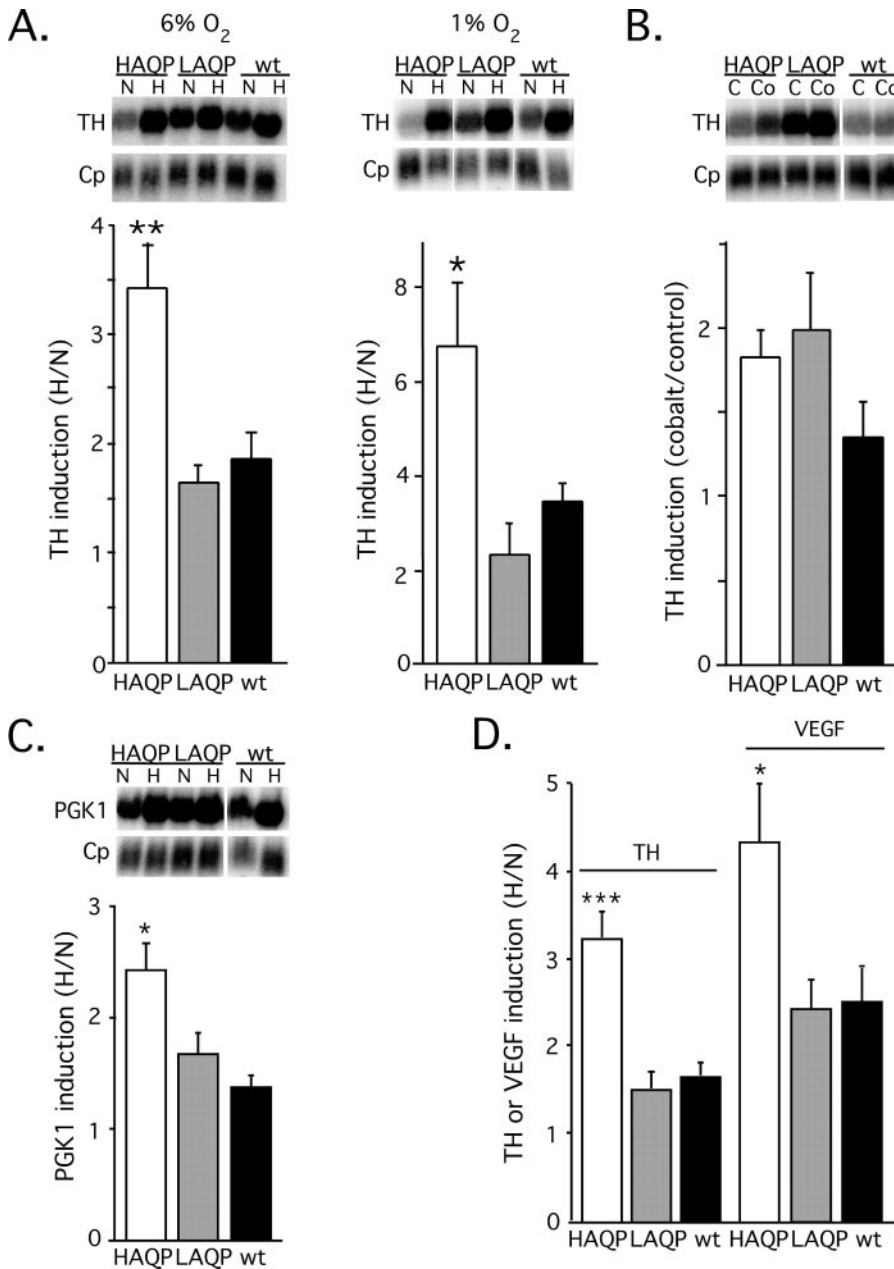 A.
6% O2
1% O2
B.
HAQP LAQP wt
N H N H N H
TH
Cp
HAQP LAQP wt
N H N H N H
TH
Cp
HAQP LAQP wt
C Co C Co C Co
TH
Cp
**
4
3
2
1
0
TH induction (H/N)
HAQP LAQP wt
*
8
6
4
2
0
TH induction (H/N)
HAQP LAQP wt
2
1
0
TH induction (cobalt/control)
HAQP LAQP wt
C.
HAQP LAQP wt
N H N H N H
PGK1
Cp
*
3
2
1
0
PGK1 induction (H/N)
HAQP LAQP wt
D.
VEGF
TH
*
***
5
4
3
2
1
0
TH or VEGF induction (H/N)
HAQP LAQP wt HAQP LAQP wt